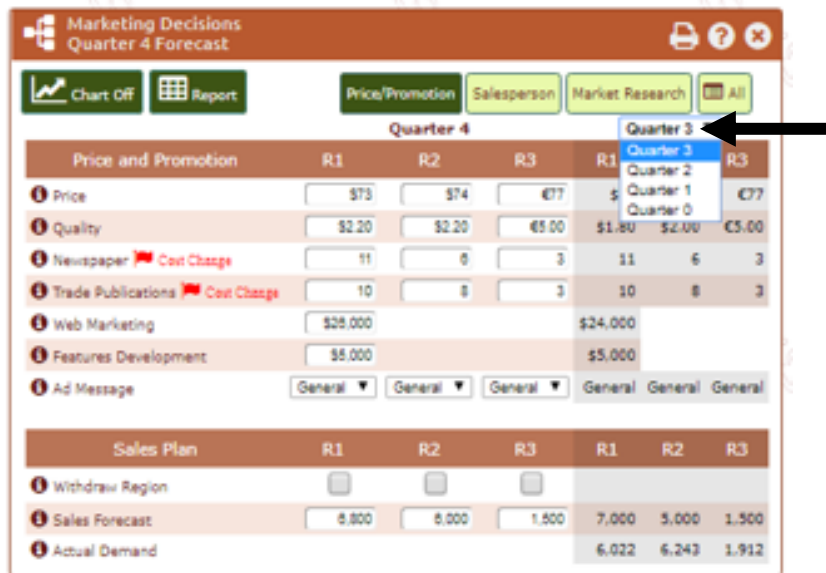 Marketing Decisions
Quarter 4 Forecast
Chart Off Report Price/Promotion Salesperson Market Research All
Quarter 4 Quarter 3
Quarter 3
Quarter 2
Quarter 1
Quarter 0
Price and Promotion R1 R2 R3 R1 R3
Price $73 $74 €77 $ €77
Quality $2.20 $2.20 €5.00 $1.80 $2.00 €5.00
Newspaper Cost Change 11 6 3 11 6 3
Trade Publications Cost Change 10 8 3 10 8 3
Web Marketing $24,000
Features Development $5,000 $5,000
Ad Message General General General General General General
Sales Plan R1 R2 R3 R1 R2 R3
Withdraw Region
Sales Forecast 6,000 1,500 7,000 5,000 1,500
Actual Demand 6,022 6,243 1,912